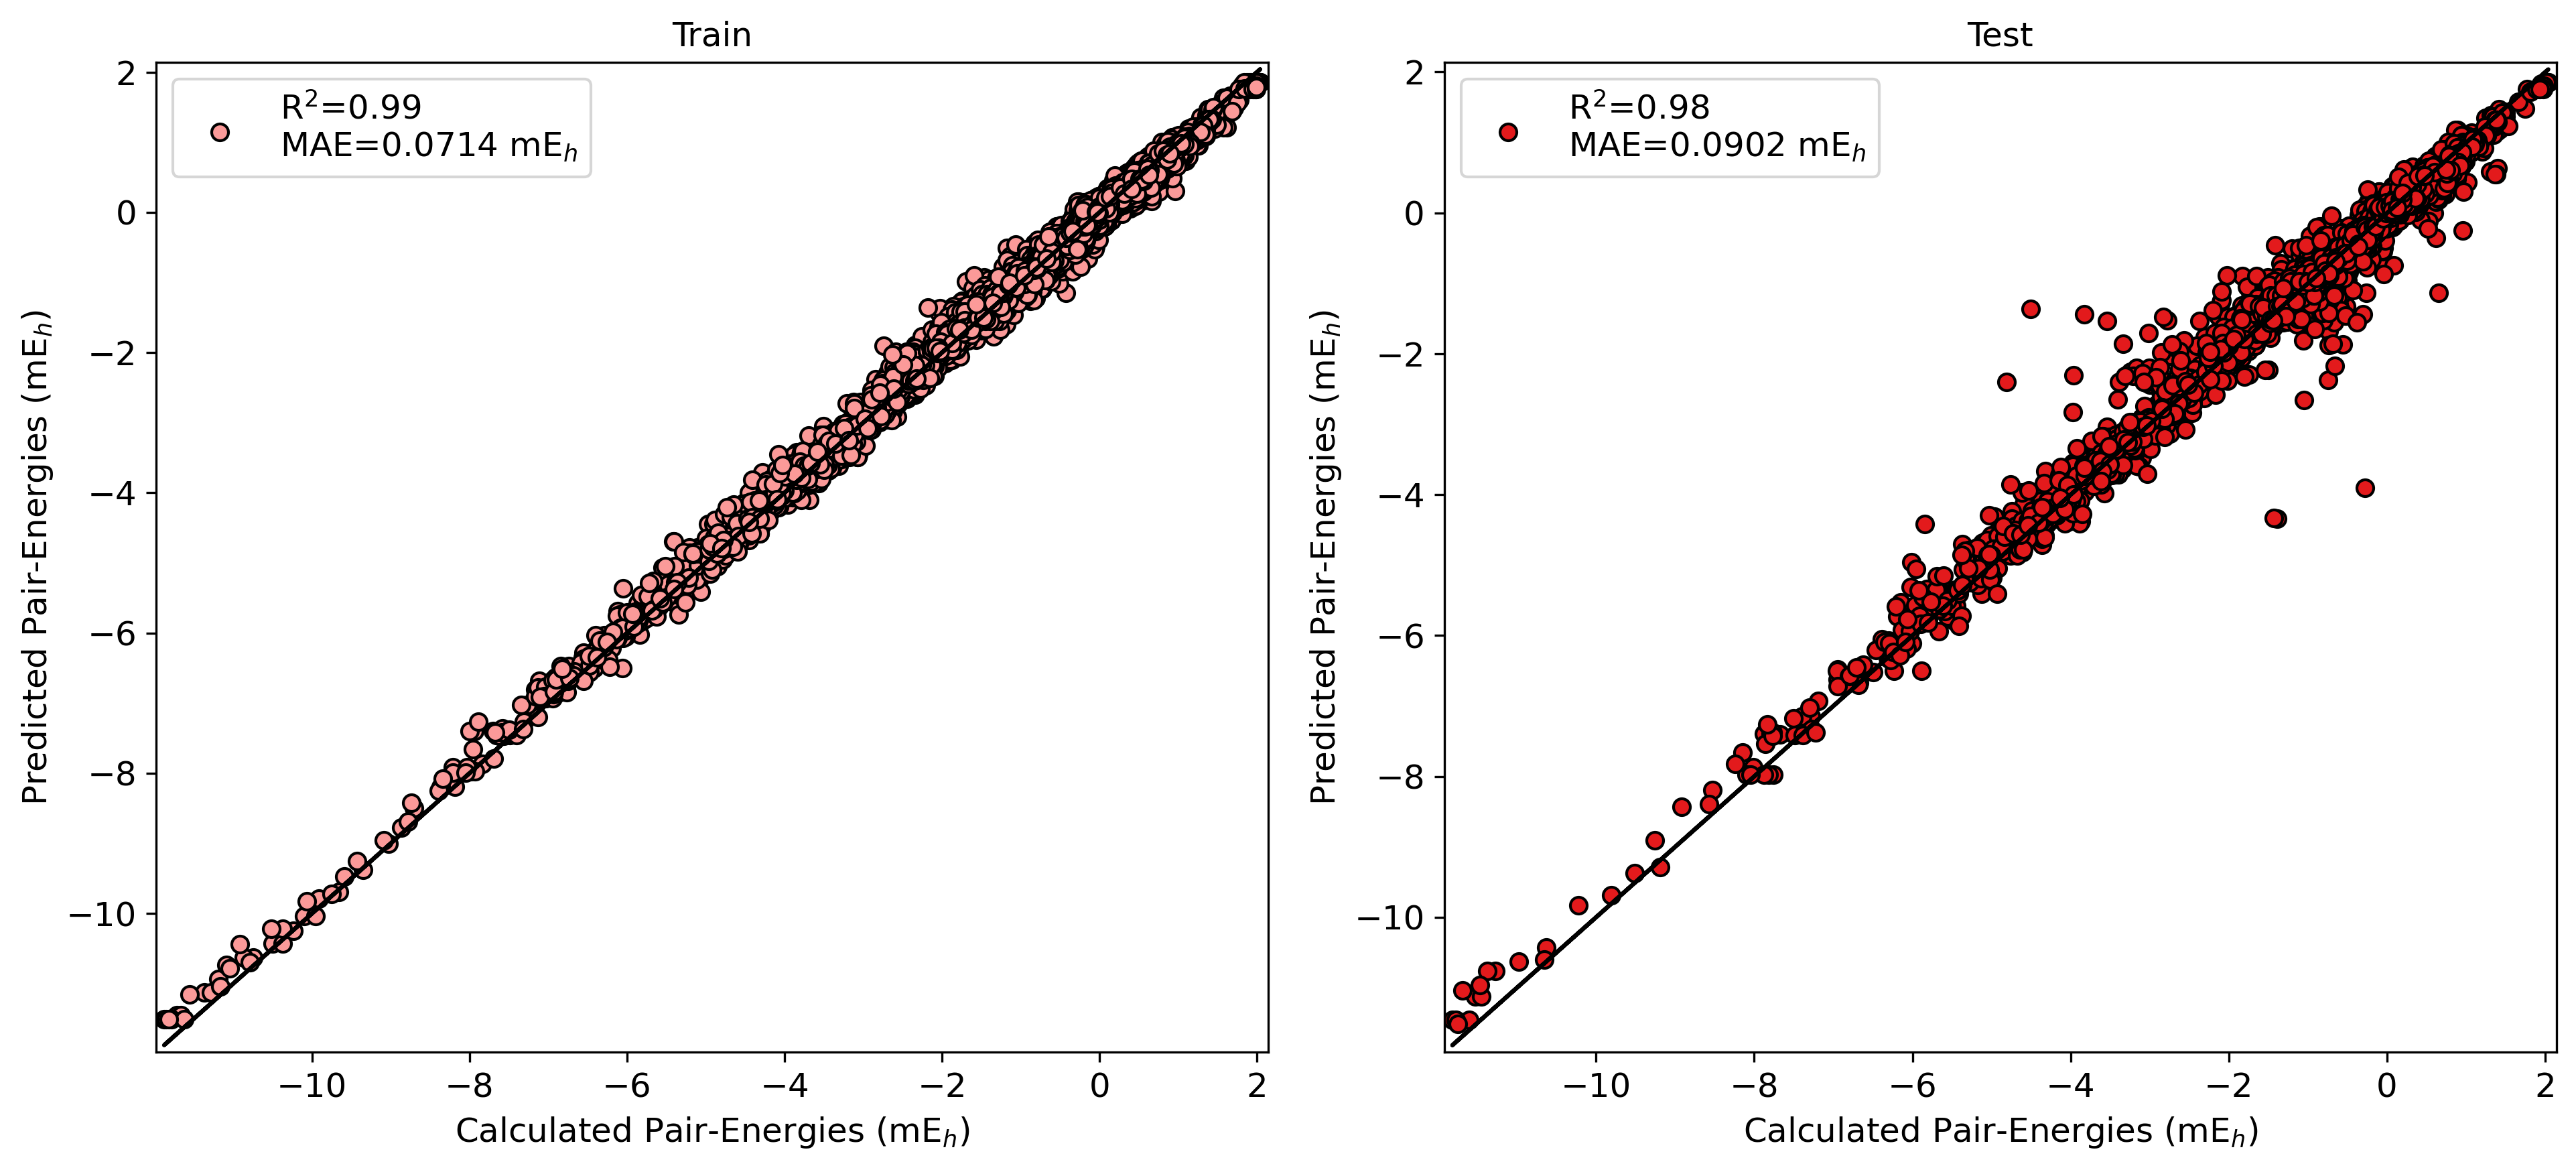 Train
R²=0.99
MAE=0.0714 mEₕ
Predicted Pair-Energies (mEₕ)
2
0
−2
−4
−6
−8
−10
−10 −8 −6 −4 −2 0 2
Calculated Pair-Energies (mEₕ)
Test
R²=0.98
MAE=0.0902 mEₕ
Predicted Pair-Energies (mEₕ)
2
0
−2
−4
−6
−8
−10
−10 −8 −6 −4 −2 0 2
Calculated Pair-Energies (mEₕ)